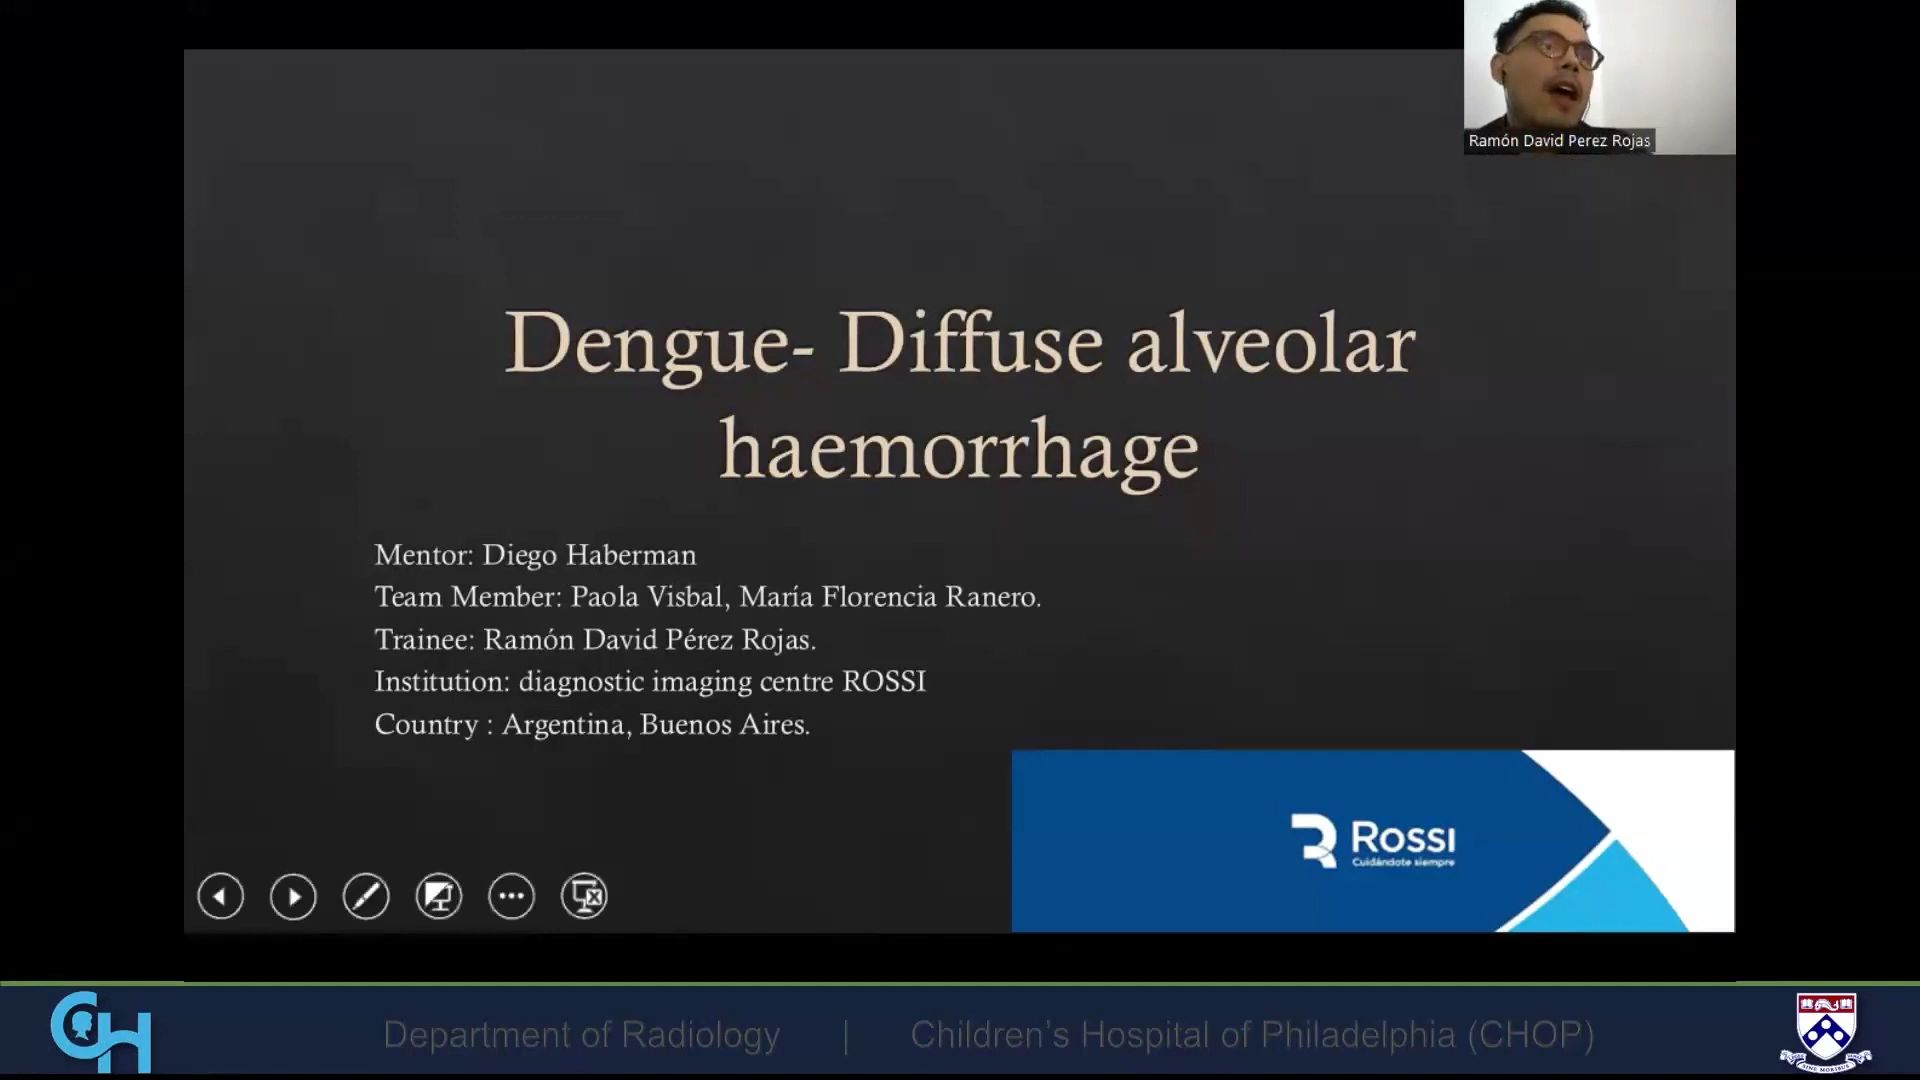 Ramón David Perez Rojas
Dengue- Diffuse alveolar
haemorrhage
Mentor: Diego Haberman
Team Member: Paola Visbal, María Florencia Ranero.
Trainee: Ramón David Pérez Rojas.
Institution: diagnostic imaging centre ROSSI
Country : Argentina, Buenos Aires.
Rossi
Cuidándote siempre
CH
Department of Radiology | Children's Hospital of Philadelphia (CHOP)